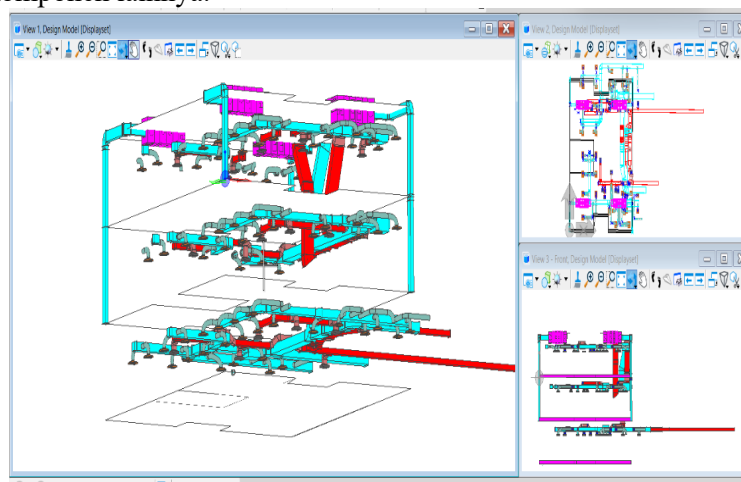 View 1, Design Model [Displayset]
View 2, Design Model [Displayset]
View 3 - Front, Design Model [Displayset]